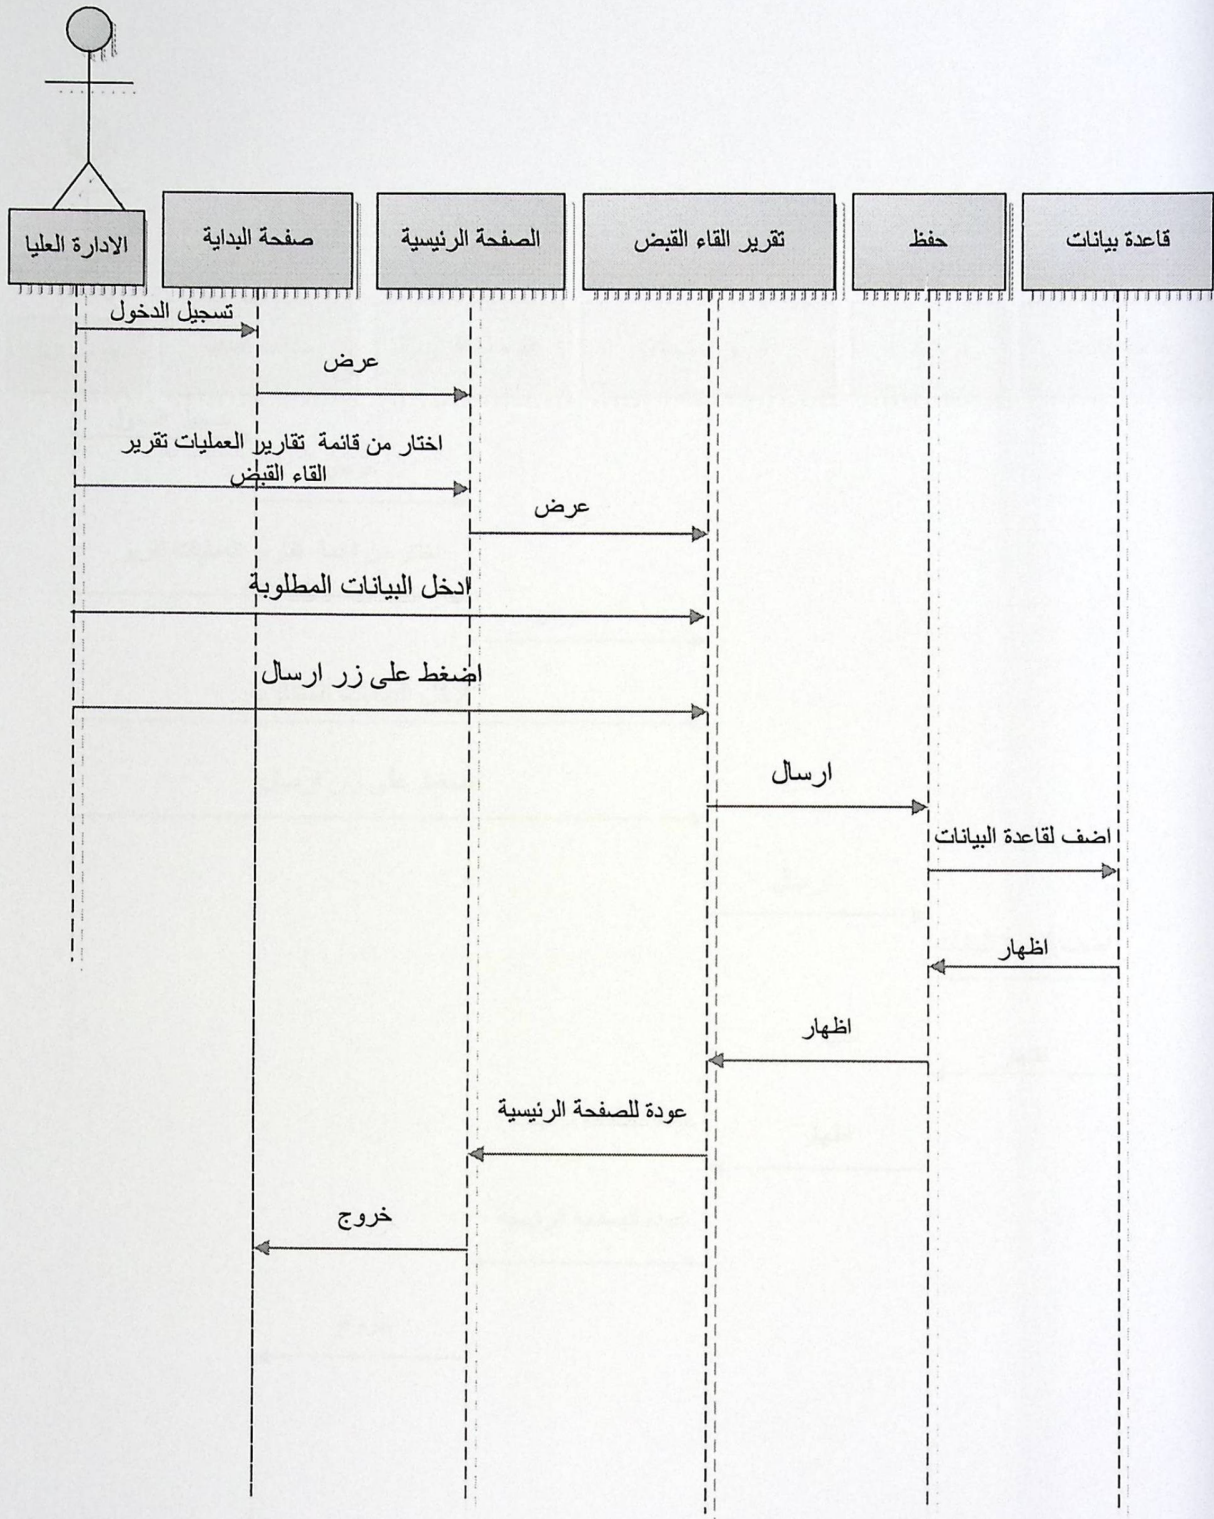 الادارة العليا
صفحة البداية
الصفحة الرئيسية
تقرير القاء القبض
حفظ
قاعدة بيانات
تسجيل الدخول
عرض
اختار من قائمة تقارير العمليات تقرير
القاء القبض
عرض
ادخل البيانات المطلوبة
اضغط على زر ارسال
ارسال
اضف لقاعدة البيانات
اظهار
اظهار
عودة للصفحة الرئيسية
خروج